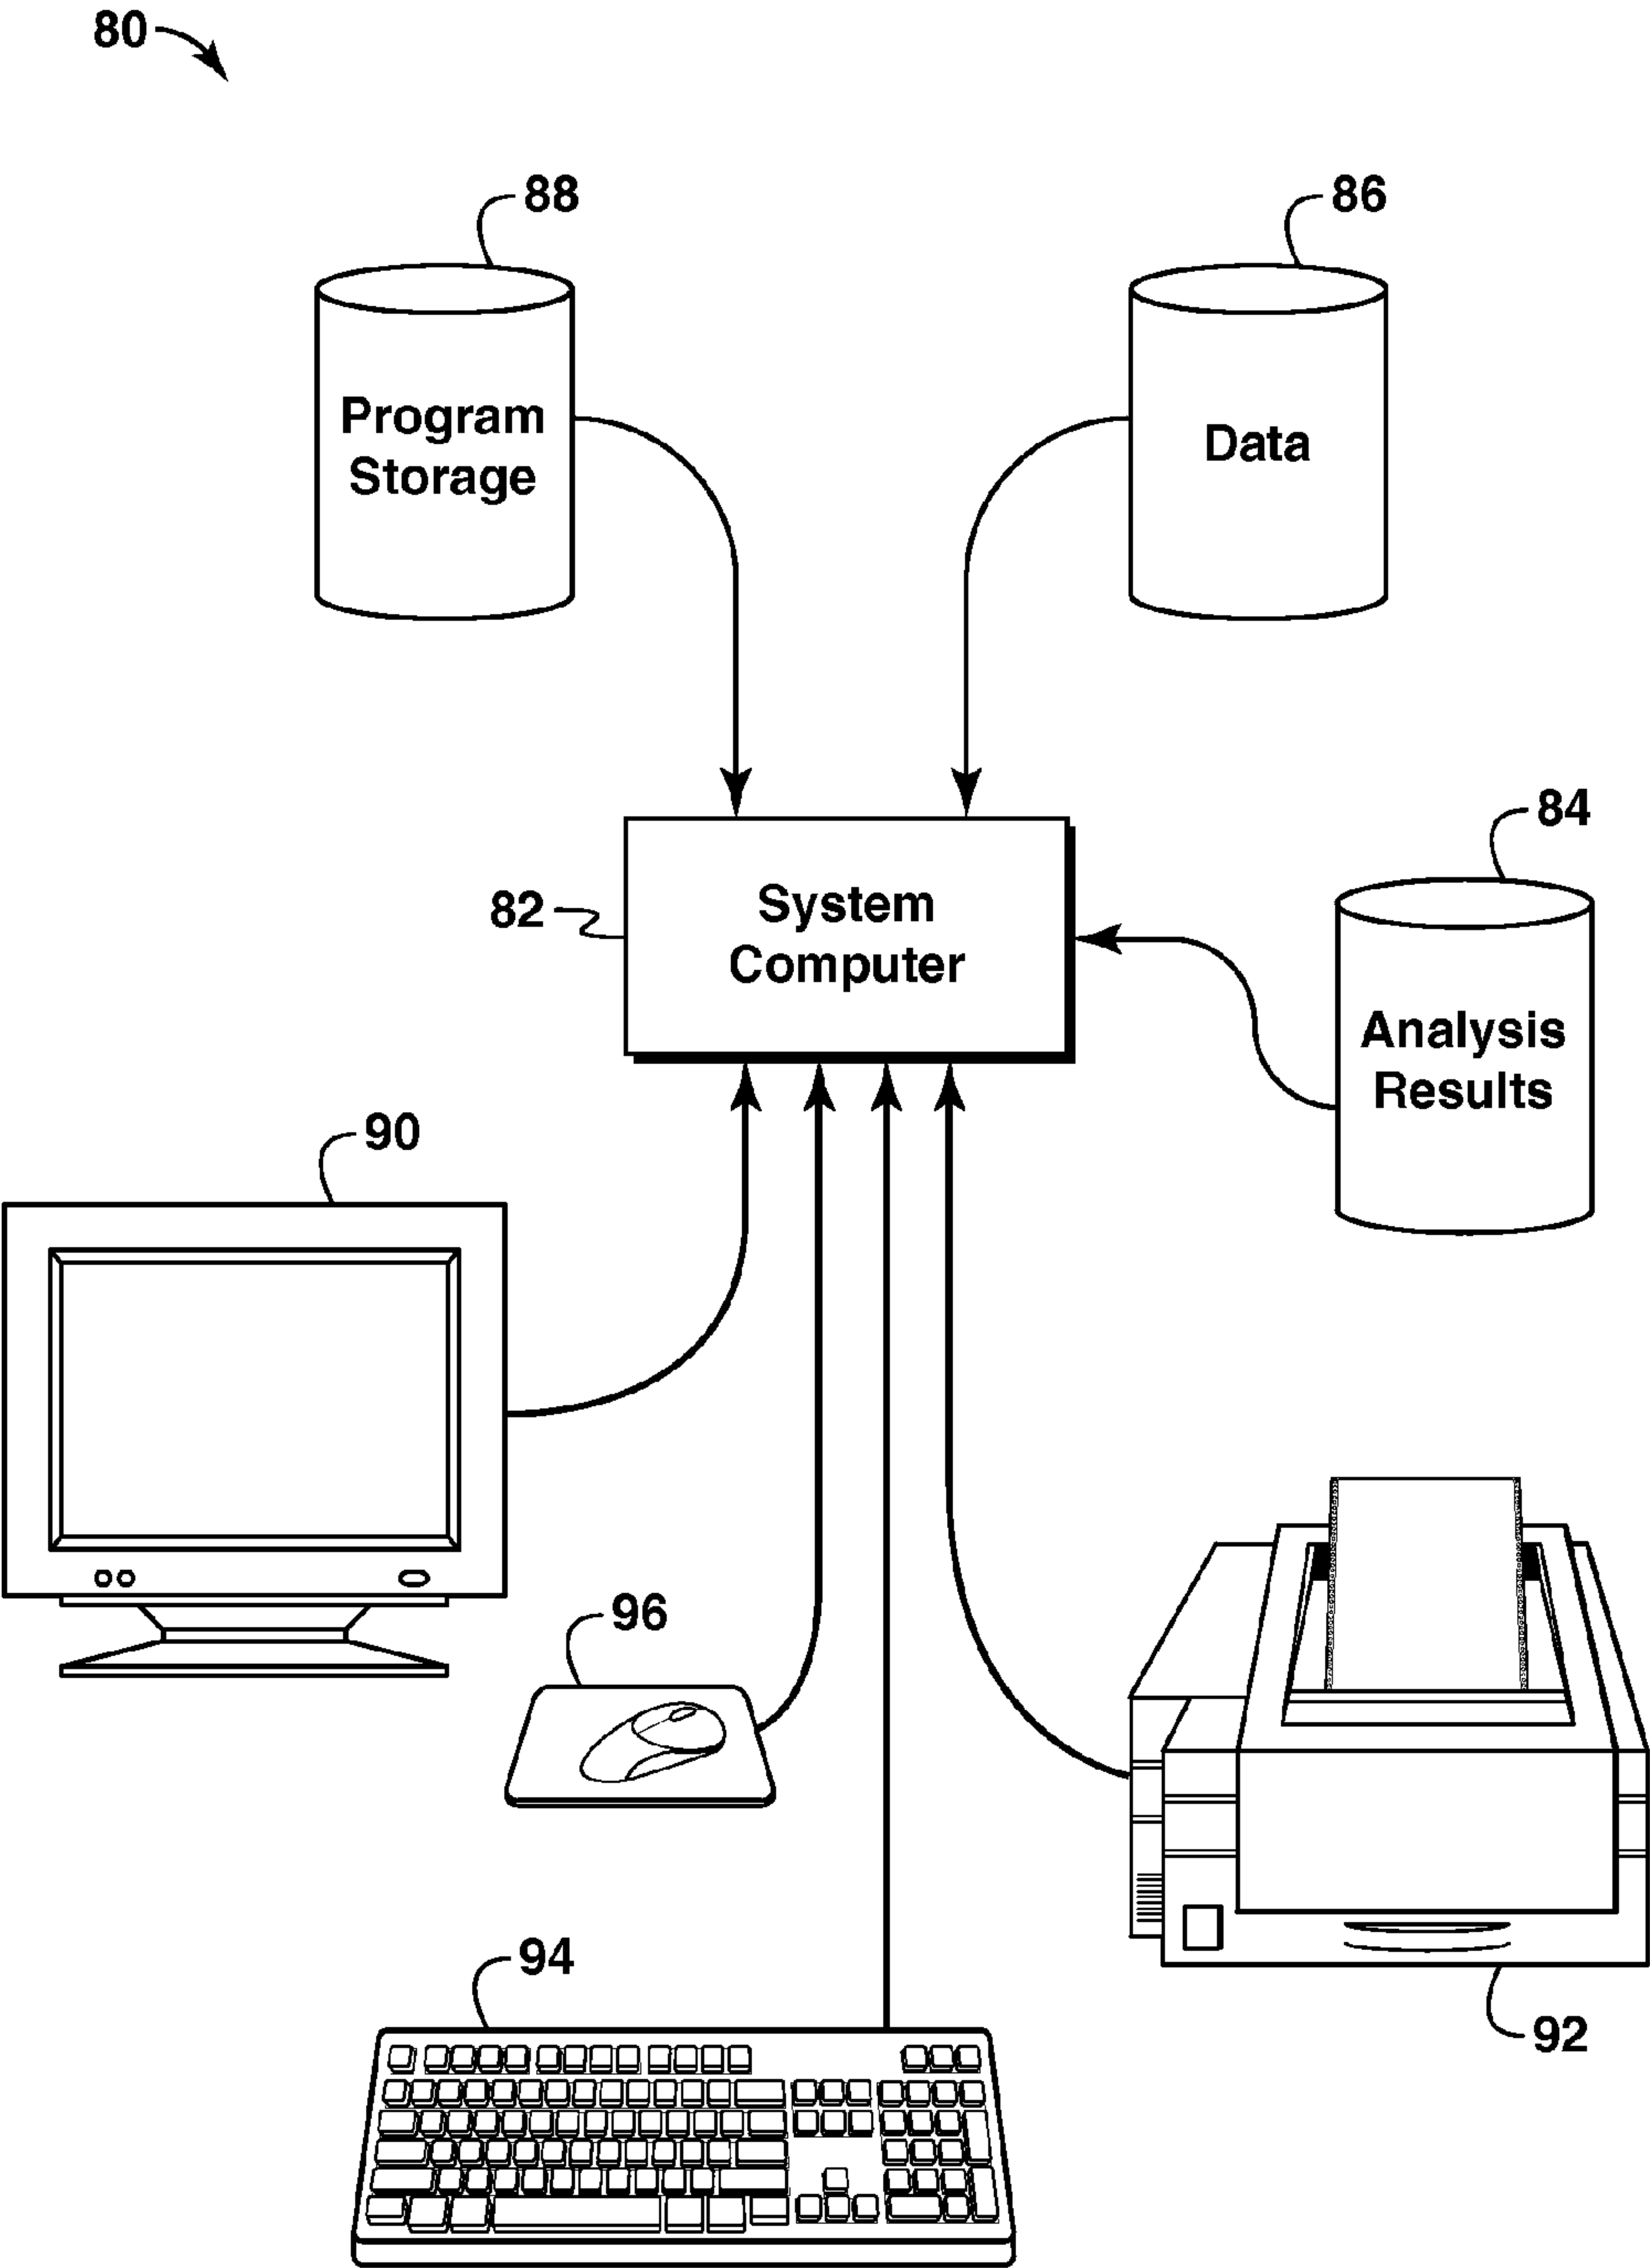 80
88
86
Program
Storage
Data
84
82
System
Computer
Analysis
Results
90
96
94
92